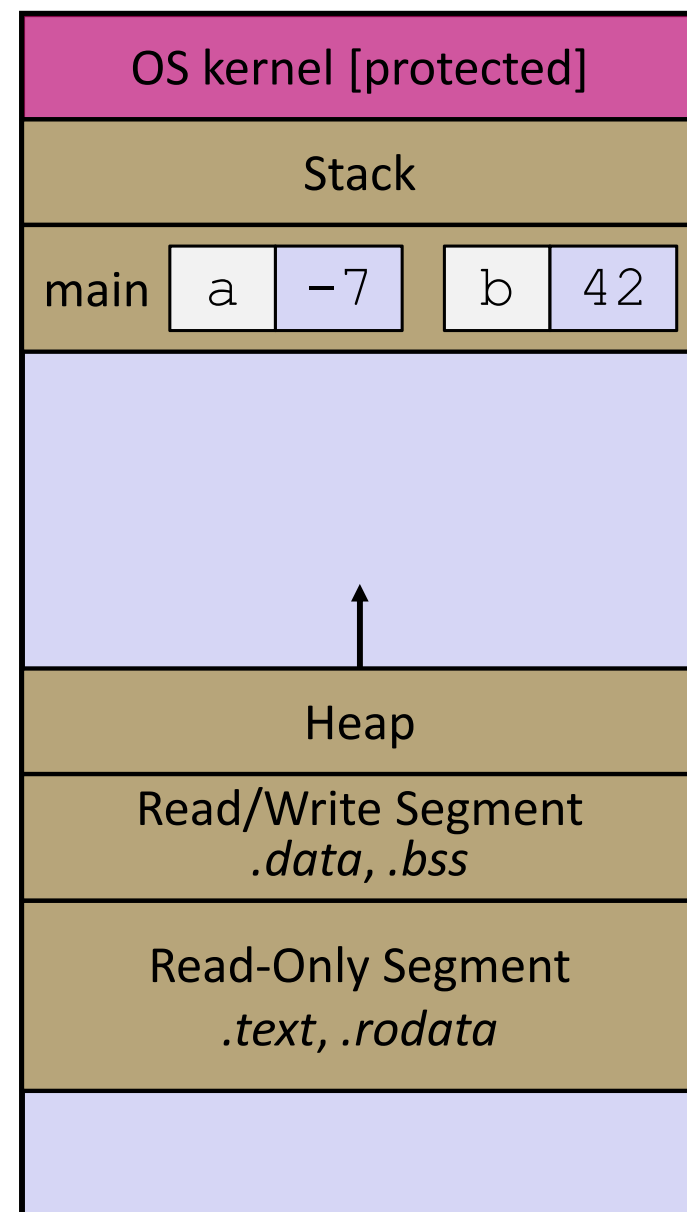 OS kernel [protected]
Stack
main a -7 b 42
Heap
Read/Write Segment
.data, .bss
Read-Only Segment
.text, .rodata